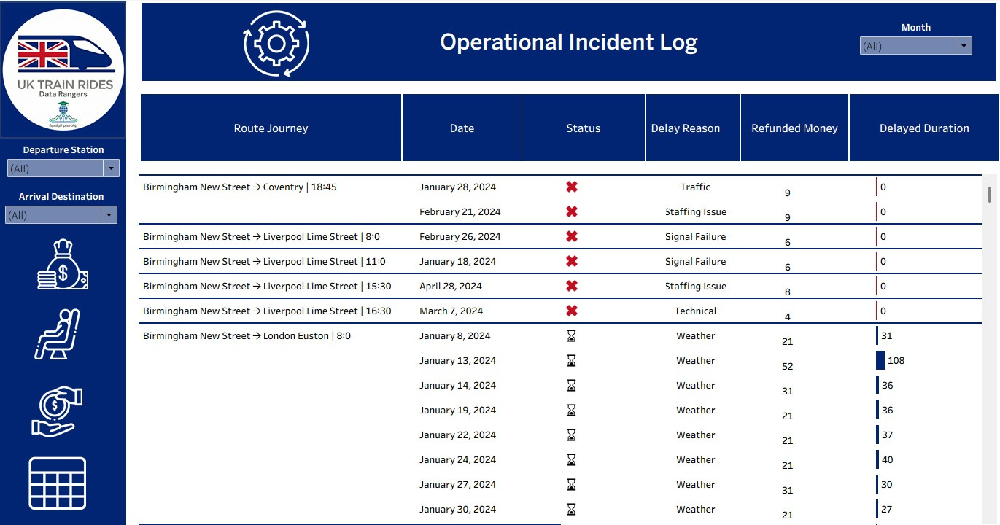 UK TRAIN RIDES
Data Rangers
رواد مصر الرقمية
Departure Station
(All)
Arrival Destination
(All)
$
$
Operational Incident Log
Month
(All)
Route Journey Date Status Delay Reason Refunded Money Delayed Duration
Birmingham New Street → Coventry | 18:45 January 28, 2024 ✖ Traffic 9 0
February 21, 2024 ✖ Staffing Issue 9 0
Birmingham New Street → Liverpool Lime Street | 8:0 February 26, 2024 ✖ Signal Failure 6 0
Birmingham New Street → Liverpool Lime Street | 11:0 January 18, 2024 ✖ Signal Failure 6 0
Birmingham New Street → Liverpool Lime Street | 15:30 April 28, 2024 ✖ Staffing Issue 8 0
Birmingham New Street → Liverpool Lime Street | 16:30 March 7, 2024 ✖ Technical 4 0
Birmingham New Street → London Euston | 8:0 January 8, 2024 ⌛ Weather 21 31
January 13, 2024 ⌛ Weather 52 108
January 14, 2024 ⌛ Weather 31 36
January 19, 2024 ⌛ Weather 21 36
January 22, 2024 ⌛ Weather 21 37
January 24, 2024 ⌛ Weather 21 40
January 27, 2024 ⌛ Weather 31 30
January 30, 2024 ⌛ Weather 21 27